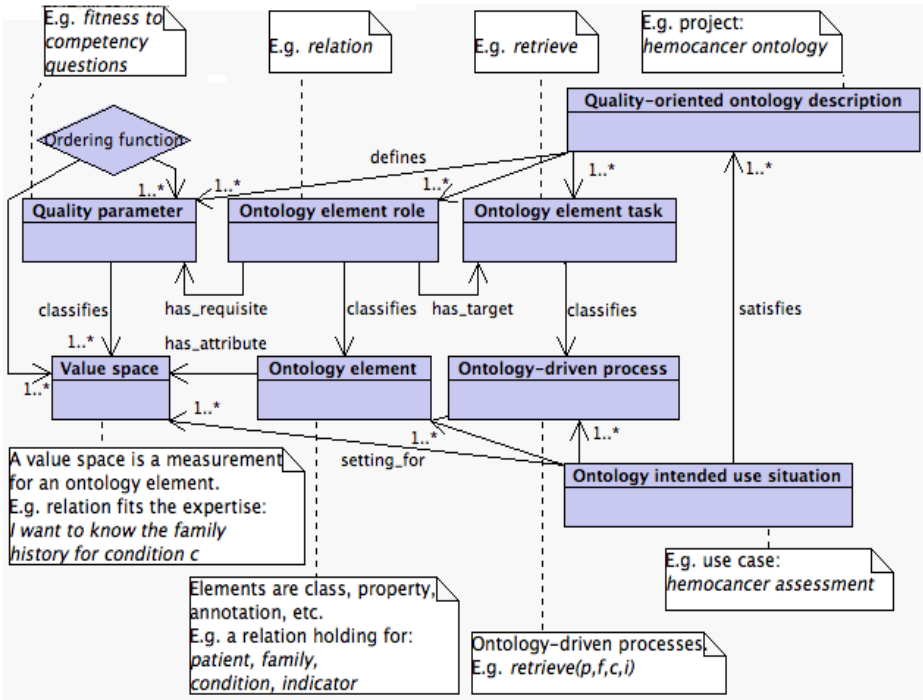 E.g. fitness to
competency
questions
E.g. relation
E.g. retrieve
E.g. project:
hemocancer ontology
Quality-oriented ontology description
Ordering function
defines
1..*
1..*
1..*
1..*
1..*
Quality parameter
Ontology element role
Ontology element task
classifies
has_requisite
classifies
has_target
classifies
satisfies
1..*
has_attribute
Value space
Ontology element
Ontology-driven process
1..*
1..*
1..*
1..*
setting_for
A value space is a measurement
for an ontology element.
E.g. relation fits the expertise:
I want to know the family
history for condition c
Ontology intended use situation
E.g. use case:
hemocancer assessment
Elements are class, property,
annotation, etc.
E.g. a relation holding for:
patient, family,
condition, indicator
Ontology-driven processes.
E.g. retrieve(p,f,c,i)